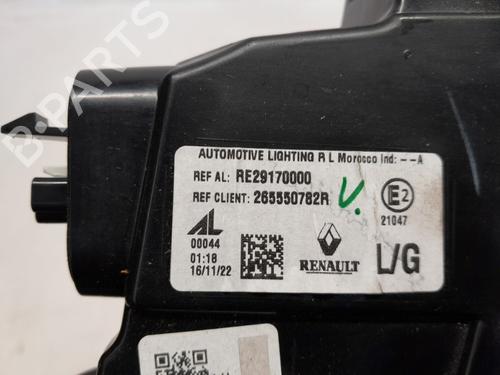 AUTOMOTIVE LIGHTING R L Morocco Ind: --A
REF AL: RE29170000
REF CLIENT: 265550782R
V.
E2
21047
AL
00044
01:18
16/11/22
RENAULT
L/G
B-PARTS